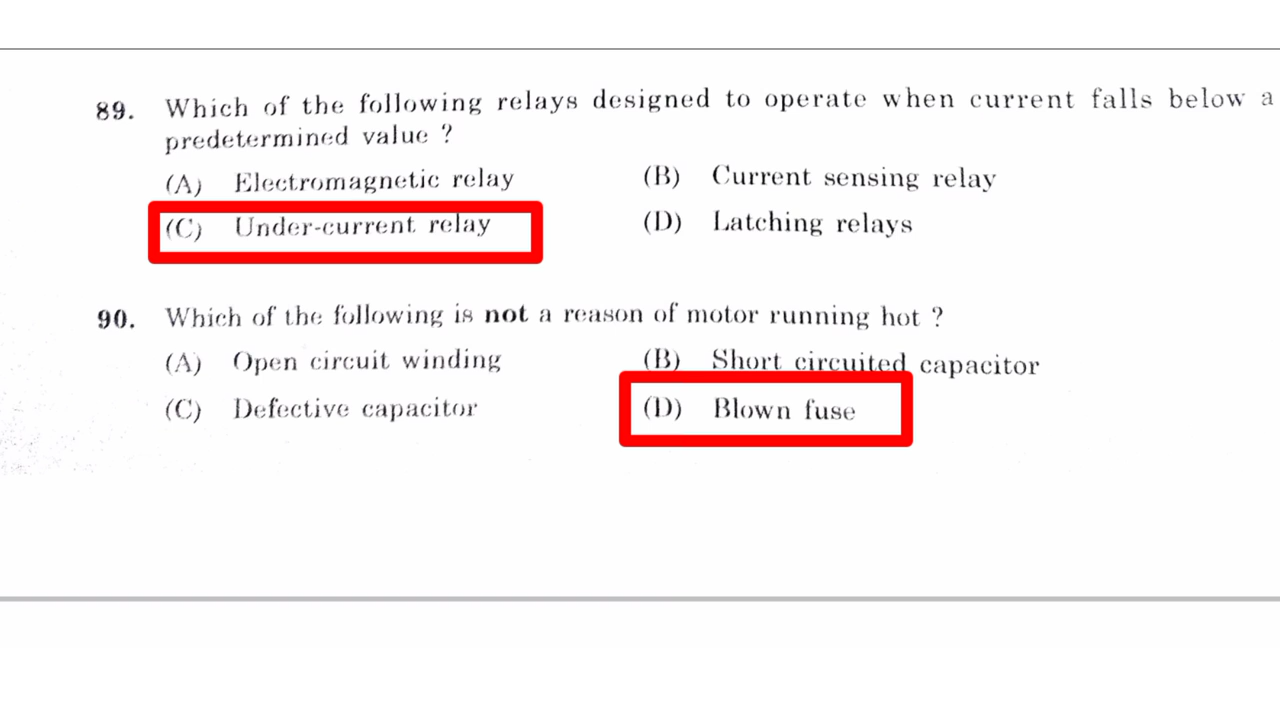 89. Which of the following relays designed to operate when current falls below a
predetermined value ?
(A) Electromagnetic relay (B) Current sensing relay
(C) Under-current relay (D) Latching relays
90. Which of the following is not a reason of motor running hot ?
(A) Open circuit winding (B) Short circuited capacitor
(C) Defective capacitor (D) Blown fuse